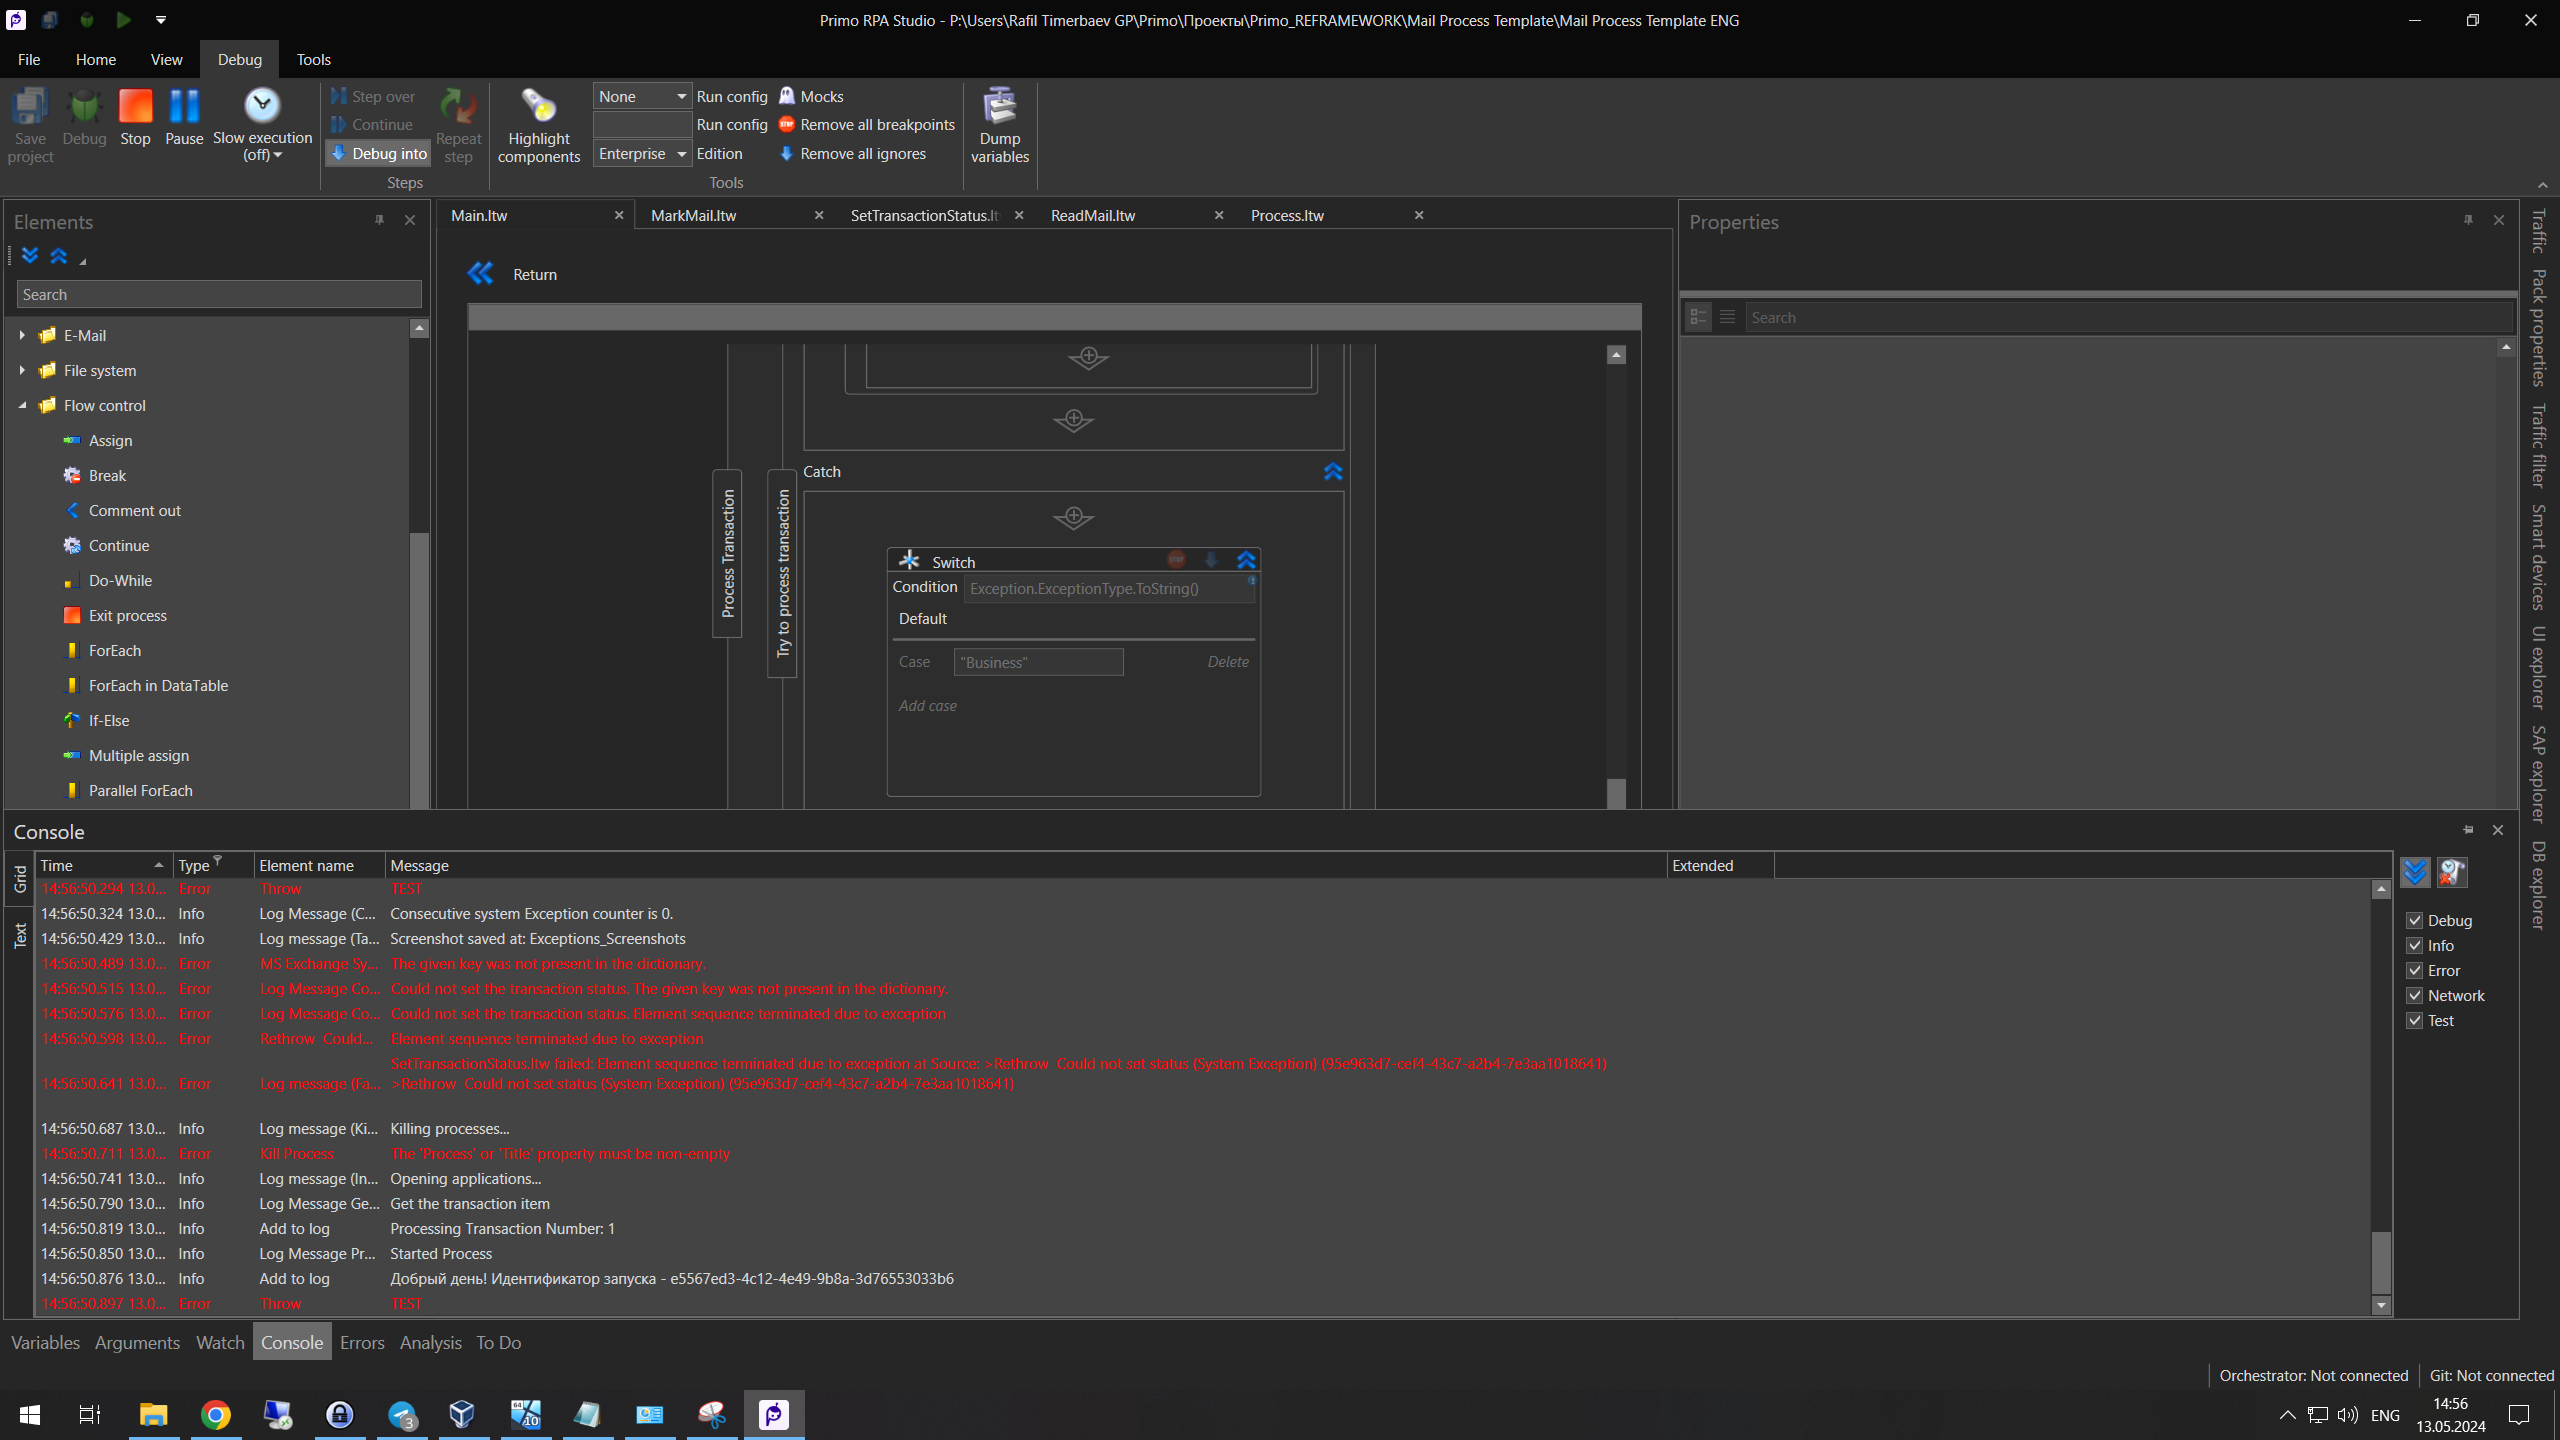 Primo RPA Studio - P:\Users\Rafil Timerbaev GP\Primo\Проекты\Primo_REFRAMEWORK\Mail Process Template\Mail Process Template ENG
File
Home
View
Debug
Tools
Save project
Debug
Stop
Pause
Slow execution (off)
Step over
Continue
Debug into
Repeat step
Steps
Highlight components
None
Run config
Run config
Enterprise
Edition
Mocks
Remove all breakpoints
Remove all ignores
Tools
Dump variables
Elements
Search
E-Mail
File system
Flow control
Assign
Break
Comment out
Continue
Do-While
Exit process
ForEach
ForEach in DataTable
If-Else
Multiple assign
Parallel ForEach
Main.ltw
MarkMail.ltw
SetTransactionStatus.lt
ReadMail.ltw
Process.ltw
Return
Process Transaction
Try to process transaction
Catch
Switch
Condition
Exception.ExceptionType.ToString()
Default
Case
"Business"
Delete
Add case
Properties
Search
Traffic
Pack properties
Traffic filter
Smart devices
UI explorer
SAP explorer
DB explorer
Console
Grid
Text
Time Type Element name Message Extended
14:56:50.294 13.0... Error Throw TEST
14:56:50.324 13.0... Info Log Message (C... Consecutive system Exception counter is 0.
14:56:50.429 13.0... Info Log message (Ta... Screenshot saved at: Exceptions_Screenshots
14:56:50.489 13.0... Error MS Exchange Sy... The given key was not present in the dictionary.
14:56:50.515 13.0... Error Log Message Co... Could not set the transaction status. The given key was not present in the dictionary.
14:56:50.576 13.0... Error Log Message Co... Could not set the transaction status. Element sequence terminated due to exception
14:56:50.598 13.0... Error Rethrow Could... Element sequence terminated due to exception
SetTransactionStatus.ltw failed: Element sequence terminated due to exception at Source: >Rethrow Could not set status (System Exception) (95e963d7-cef4-43c7-a2b4-7e3aa1018641)
14:56:50.641 13.0... Error Log message (Fa... >Rethrow Could not set status (System Exception) (95e963d7-cef4-43c7-a2b4-7e3aa1018641)
14:56:50.687 13.0... Info Log message (Ki... Killing processes...
14:56:50.711 13.0... Error Kill Process The 'Process' or 'Title' property must be non-empty
14:56:50.741 13.0... Info Log message (In... Opening applications...
14:56:50.790 13.0... Info Log Message Ge... Get the transaction item
14:56:50.819 13.0... Info Add to log Processing Transaction Number: 1
14:56:50.850 13.0... Info Log Message Pr... Started Process
14:56:50.876 13.0... Info Add to log Добрый день! Идентификатор запуска - e5567ed3-4c12-4e49-9b8a-3d76553033b6
14:56:50.897 13.0... Error Throw TEST
Debug
Info
Error
Network
Test
Variables
Arguments
Watch
Console
Errors
Analysis
To Do
Orchestrator: Not connected
Git: Not connected
3
64
10
ENG
14:56
13.05.2024